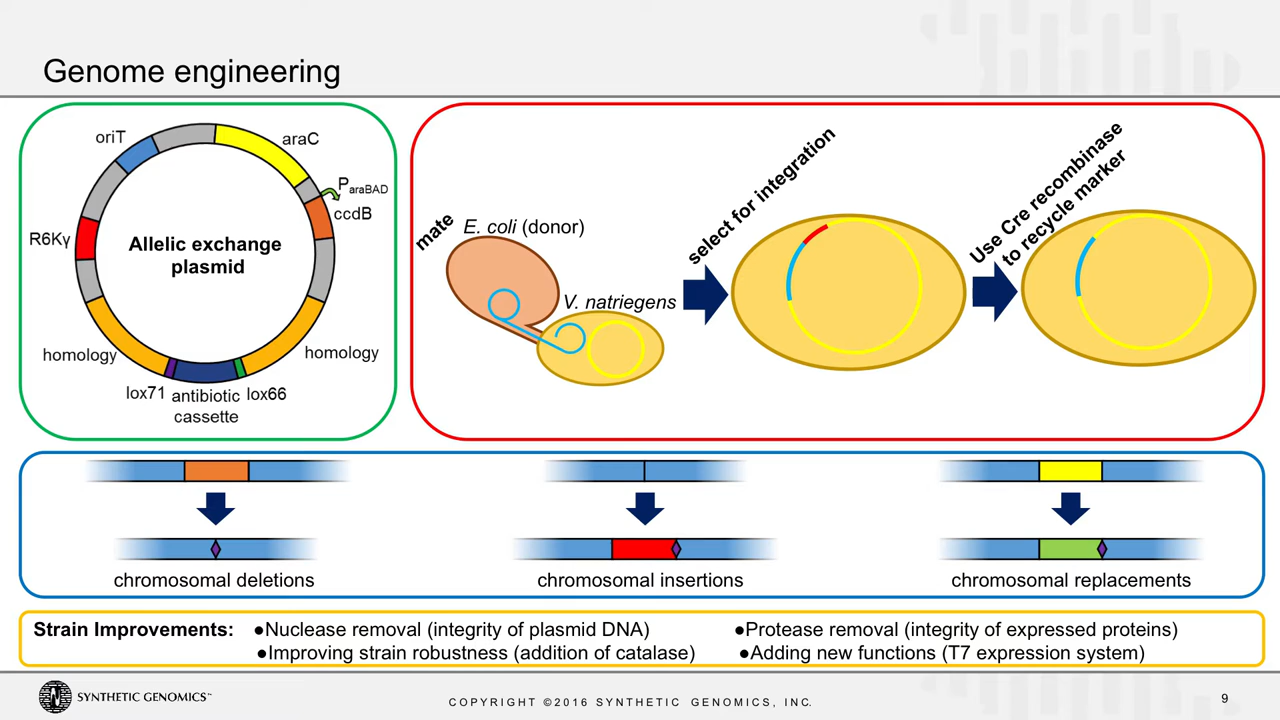 Genome engineering
oriT
araC
ParaBAD
ccdB
R6Kγ
Allelic exchange
plasmid
homology
homology
lox71
antibiotic
cassette
lox66
mate
E. coli (donor)
V. natriegens
select for integration
Use Cre recombinase
to recycle marker
chromosomal deletions
chromosomal insertions
chromosomal replacements
Strain Improvements: ●Nuclease removal (integrity of plasmid DNA) ●Protease removal (integrity of expressed proteins)
●Improving strain robustness (addition of catalase) ●Adding new functions (T7 expression system)
SYNTHETIC GENOMICS™
COPYRIGHT ©2016 SYNTHETIC GENOMICS, INC.
9